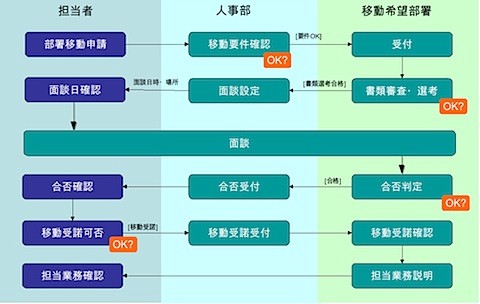 担当者
人事部
移動希望部署
部署移動申請
移動要件確認
[要件OK]
受付
OK?
面談日確認
面談日時・場所
面談設定
[書類選考合格]
書類審査・選考
OK?
面談
合否確認
合否受付
[合格]
合否判定
OK?
移動受諾可否
[移動受諾]
移動受諾受付
移動受諾確認
OK?
担当業務確認
担当業務説明